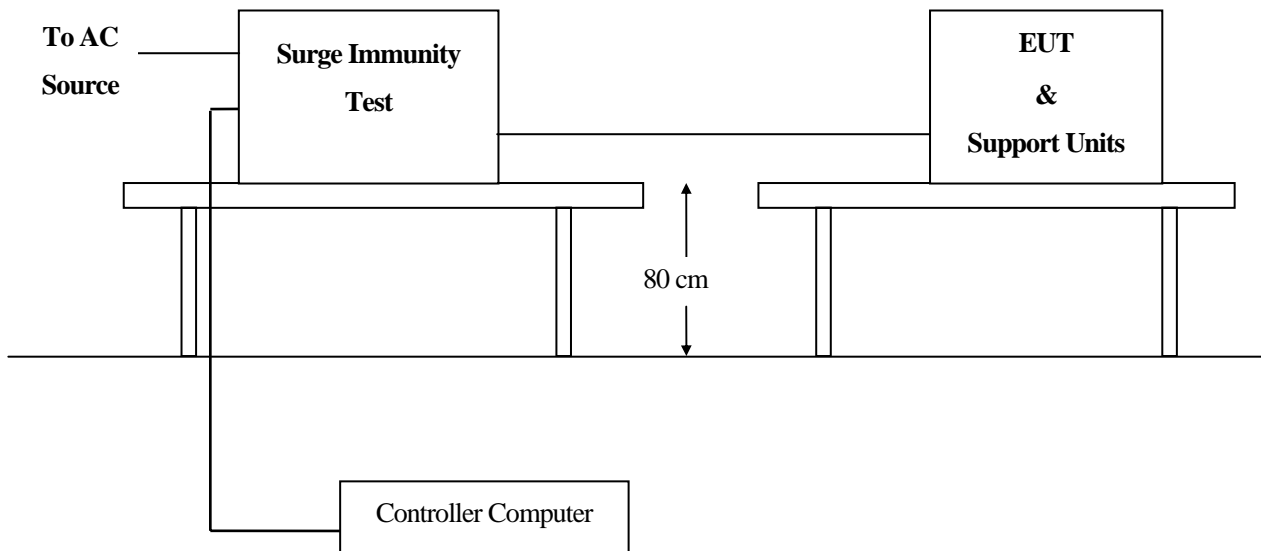 To AC
Source
Surge Immunity
Test
EUT
&
Support Units
80 cm
Controller Computer